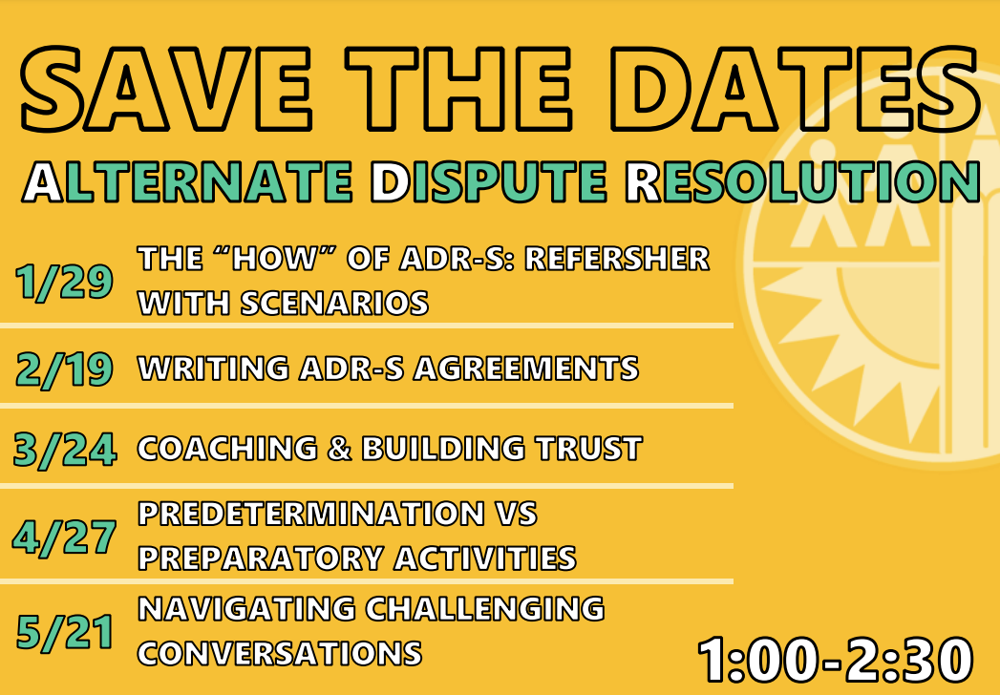 SAVE THE DATES
ALTERNATE DISPUTE RESOLUTION
1/29
THE “HOW” OF ADR-S: REFERSHER
WITH SCENARIOS
2/19
WRITING ADR-S AGREEMENTS
3/24
COACHING & BUILDING TRUST
4/27
PREDETERMINATION VS
PREPARATORY ACTIVITIES
5/21
NAVIGATING CHALLENGING
CONVERSATIONS
1:00-2:30